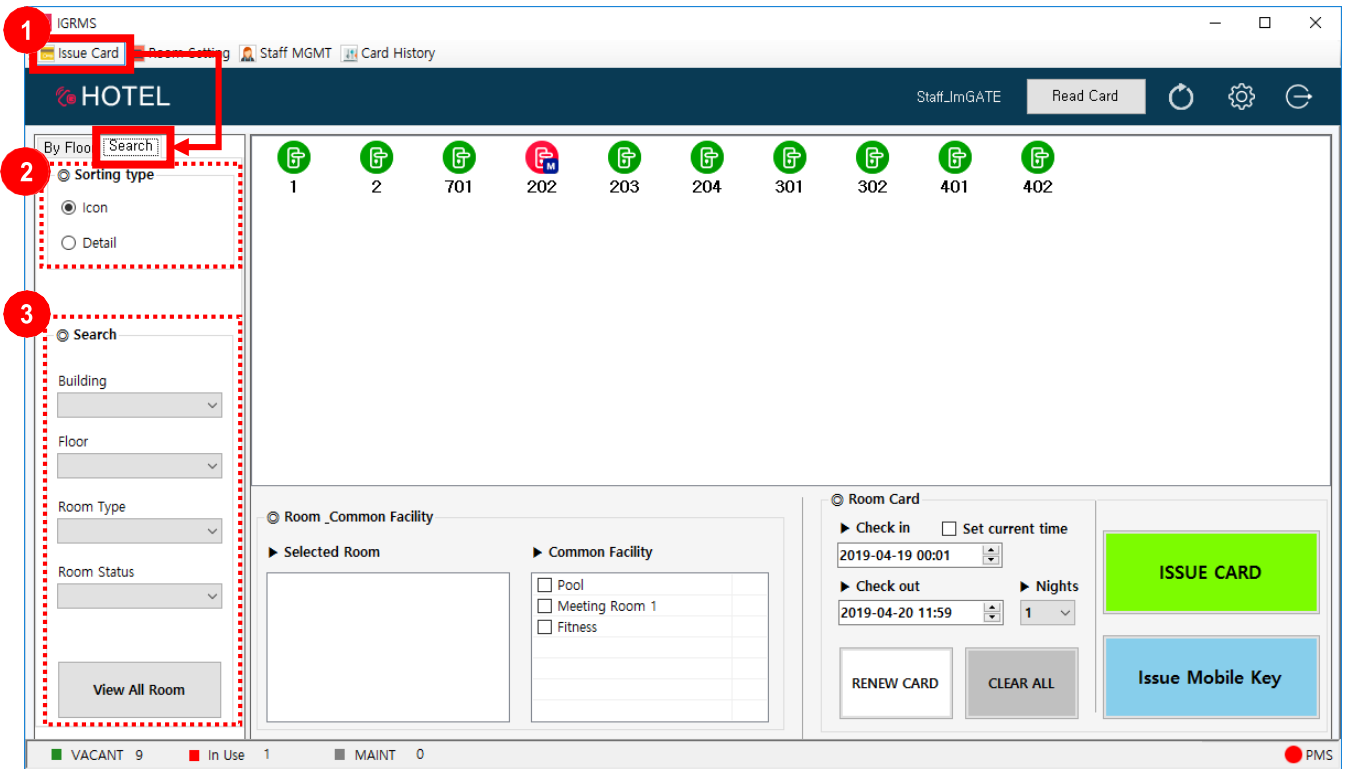 1
IGRMS
Issue Card Room Setting Staff MGMT Card History
HOTEL Staff_ImGATE Read Card
By Floor Search
2
◎ Sorting type
Icon
Detail
1 2 701 202 203 204 301 302 401 402
M
3
◎ Search
Building
Floor
Room Type
Room Status
View All Room
◎ Room _Common Facility
▶ Selected Room ▶ Common Facility
Pool
Meeting Room 1
Fitness
◎ Room Card
▶ Check in Set current time
2019-04-19 00:01
▶ Check out ▶ Nights
2019-04-20 11:59 1
RENEW CARD CLEAR ALL
ISSUE CARD
Issue Mobile Key
VACANT 9 In Use 1 MAINT 0 PMS